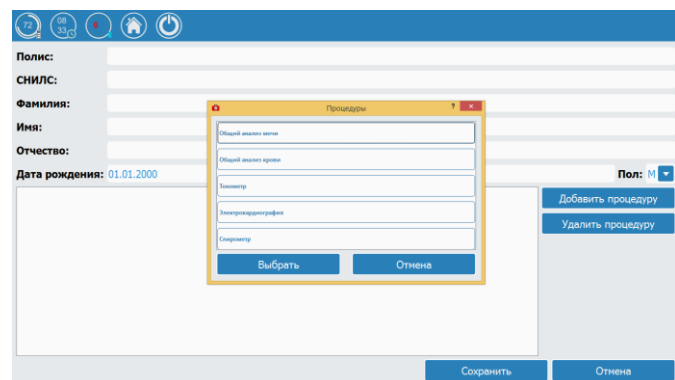 72
08
33
6
Полис:
СНИЛС:
Фамилия:
Процедуры ?
Имя:
Общий анализ мочи
Отчество:
Общий анализ крови
Дата рождения: 01.01.2000 Пол: М
Тонометр
Добавить процедуру
Электрокардиография
Удалить процедуру
Спирометр
Выбрать Отмена
Сохранить Отмена